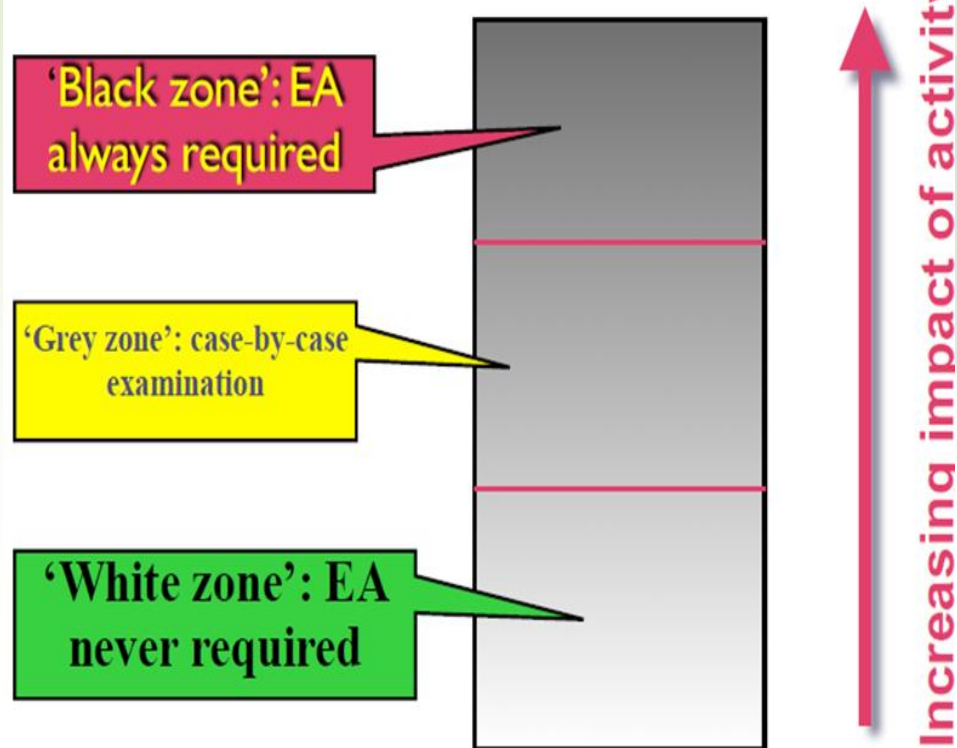 ‘Black zone’: EA
always required
‘Grey zone’: case-by-case
examination
‘White zone’: EA
never required
Increasing impact of activity